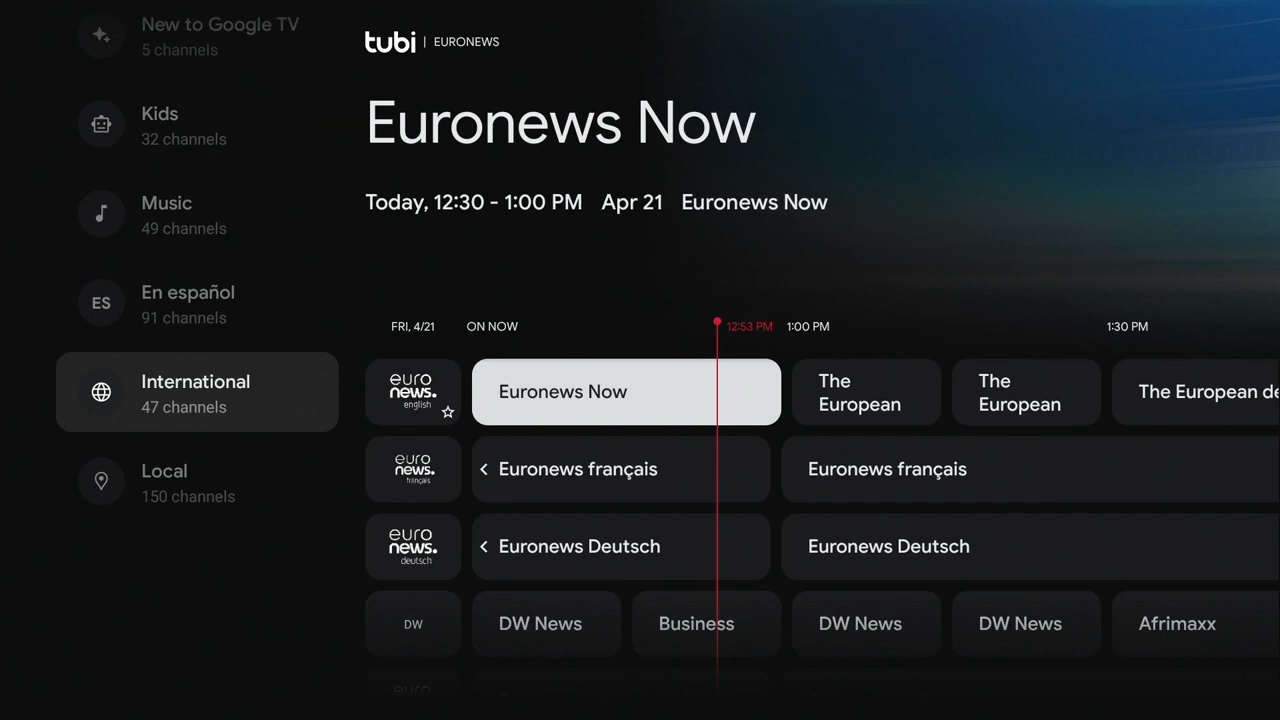 New to Google TV
5 channels
Kids
32 channels
Music
49 channels
ES
En español
91 channels
International
47 channels
Local
150 channels
tubi | EURONEWS
Euronews Now
Today, 12:30 - 1:00 PM Apr 21 Euronews Now
FRI, 4/21 ON NOW 12:53 PM 1:00 PM 1:30 PM
euro
news.
english
Euronews Now
The
European
The
European
The European de
euro
news.
français
Euronews français
Euronews français
euro
news.
deutsch
Euronews Deutsch
Euronews Deutsch
DW
DW News
Business
DW News
DW News
Afrimaxx
euro